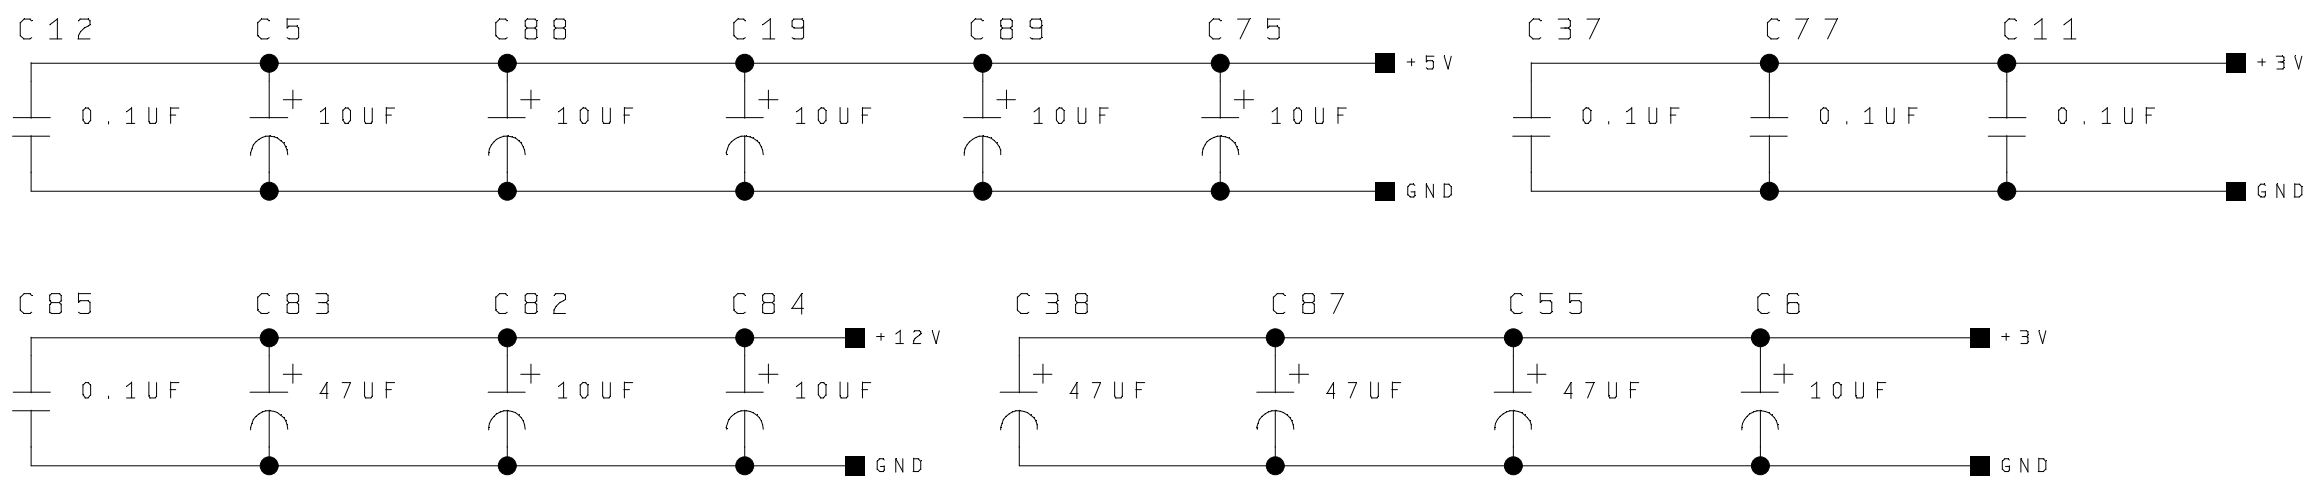 C12 C5 C88 C19 C89 C75 C37 C77 C11
+5V +3V
+ + + + +
0.1UF 10UF 10UF 10UF 10UF 10UF 0.1UF 0.1UF 0.1UF
GND GND
C85 C83 C82 C84 C38 C87 C55 C6
+12V +3V
+ + + + + + +
0.1UF 47UF 10UF 10UF 47UF 47UF 47UF 10UF
GND GND